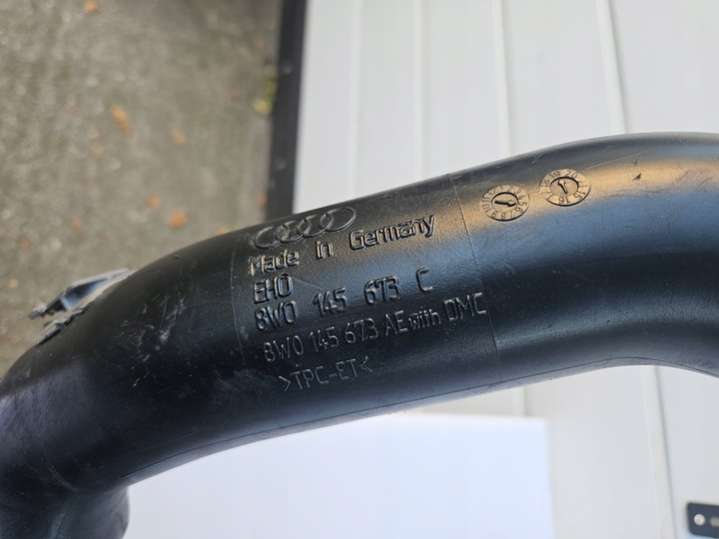 Made in Germany
EHO
8W0 145 673 C
8W0 145 673 AE with DMC
>TPC-ET<